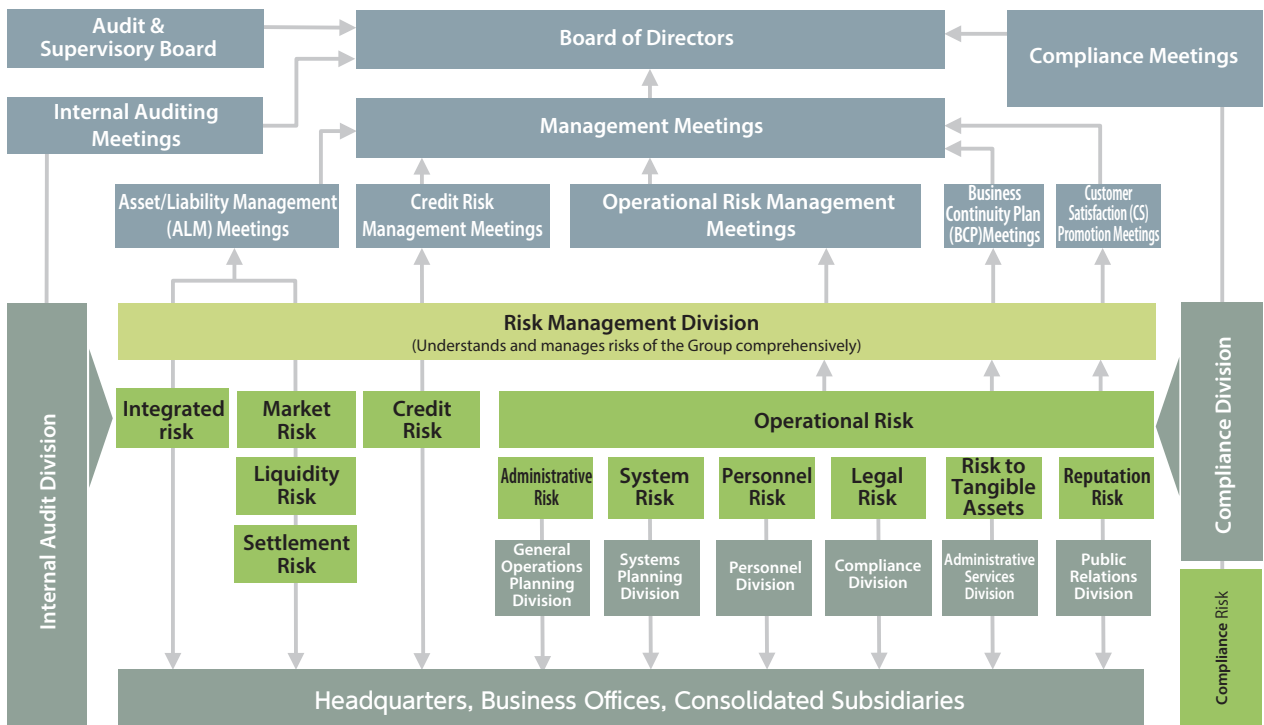 Audit &
Supervisory Board
Board of Directors
Compliance Meetings
Internal Auditing
Meetings
Management Meetings
Asset/Liability Management
(ALM) Meetings
Credit Risk
Management Meetings
Operational Risk Management
Meetings
Business
Continuity Plan
(BCP)Meetings
Customer
Satisfaction (CS)
Promotion Meetings
Risk Management Division
(Understands and manages risks of the Group comprehensively)
Internal Audit Division
Compliance Division
Integrated
risk
Market
Risk
Credit
Risk
Operational Risk
Liquidity
Risk
Settlement
Risk
Administrative
Risk
System
Risk
Personnel
Risk
Legal
Risk
Risk to
Tangible
Assets
Reputation
Risk
General
Operations
Planning
Division
Systems
Planning
Division
Personnel
Division
Compliance
Division
Administrative
Services
Division
Public
Relations
Division
Compliance Risk
Headquarters, Business Offices, Consolidated Subsidiaries